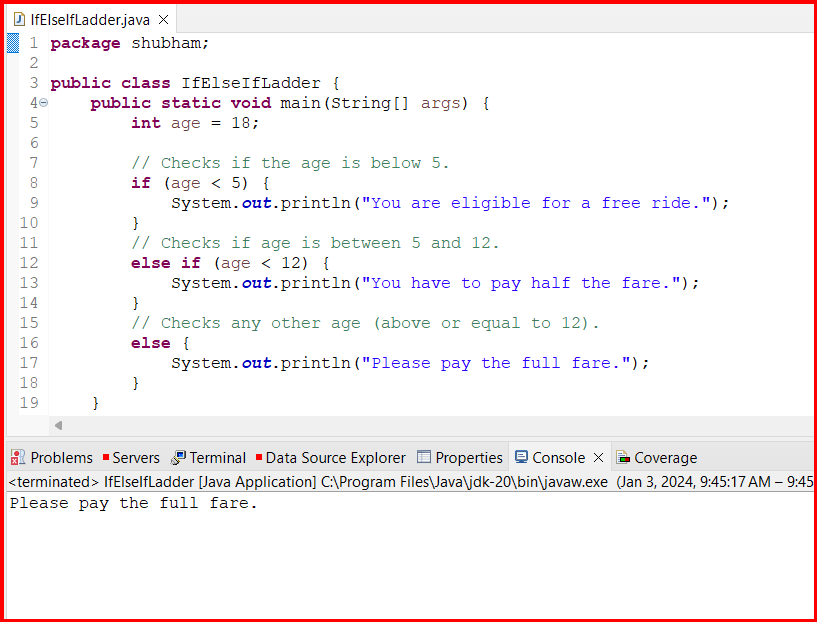 IfElseIfLadder.java
1 package shubham;
2
3 public class IfElseIfLadder {
4     public static void main(String[] args) {
5         int age = 18;
6
7         // Checks if the age is below 5.
8         if (age < 5) {
9             System.out.println("You are eligible for a free ride.");
10         }
11         // Checks if age is between 5 and 12.
12         else if (age < 12) {
13             System.out.println("You have to pay half the fare.");
14         }
15         // Checks any other age (above or equal to 12).
16         else {
17             System.out.println("Please pay the full fare.");
18         }
19     }
Problems Servers Terminal Data Source Explorer Properties Console Coverage
<terminated> IfElseIfLadder [Java Application] C:\Program Files\Java\jdk-20\bin\javaw.exe (Jan 3, 2024, 9:45:17 AM – 9:45
Please pay the full fare.